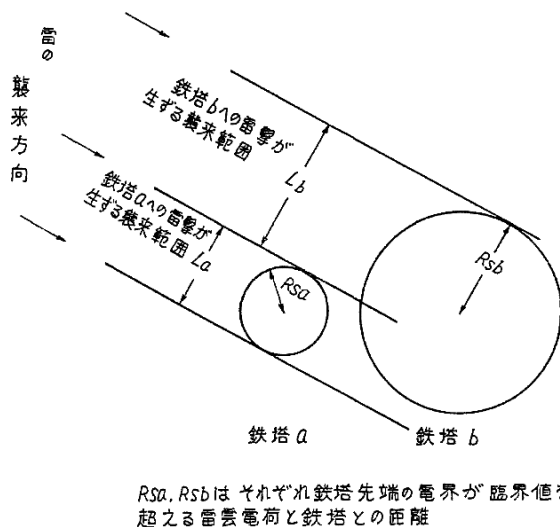 雷の
襲来方向
鉄塔bへの雷撃が
生ずる襲来範囲
Lb
鉄塔aへの雷撃が
生ずる襲来範囲
La
Rsa
Rsb
鉄塔a
鉄塔b
Rsa, Rsbは それぞれ鉄塔先端の電界が臨界値を
超える雷雲電荷と鉄塔との距離